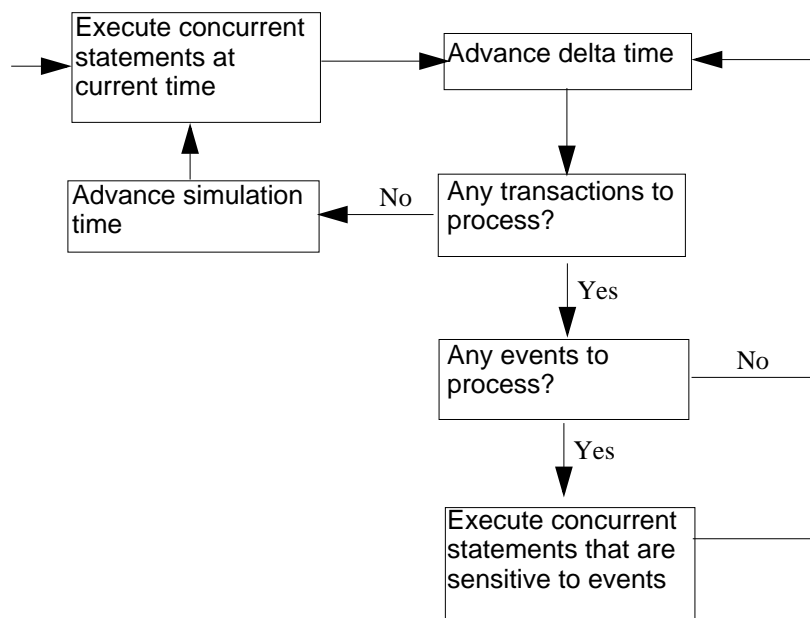 Execute concurrent
statements at
current time
Advance delta time
Advance simulation
time
No
Any transactions to
process?
Yes
Any events to
process?
No
Yes
Execute concurrent
statements that are
sensitive to events